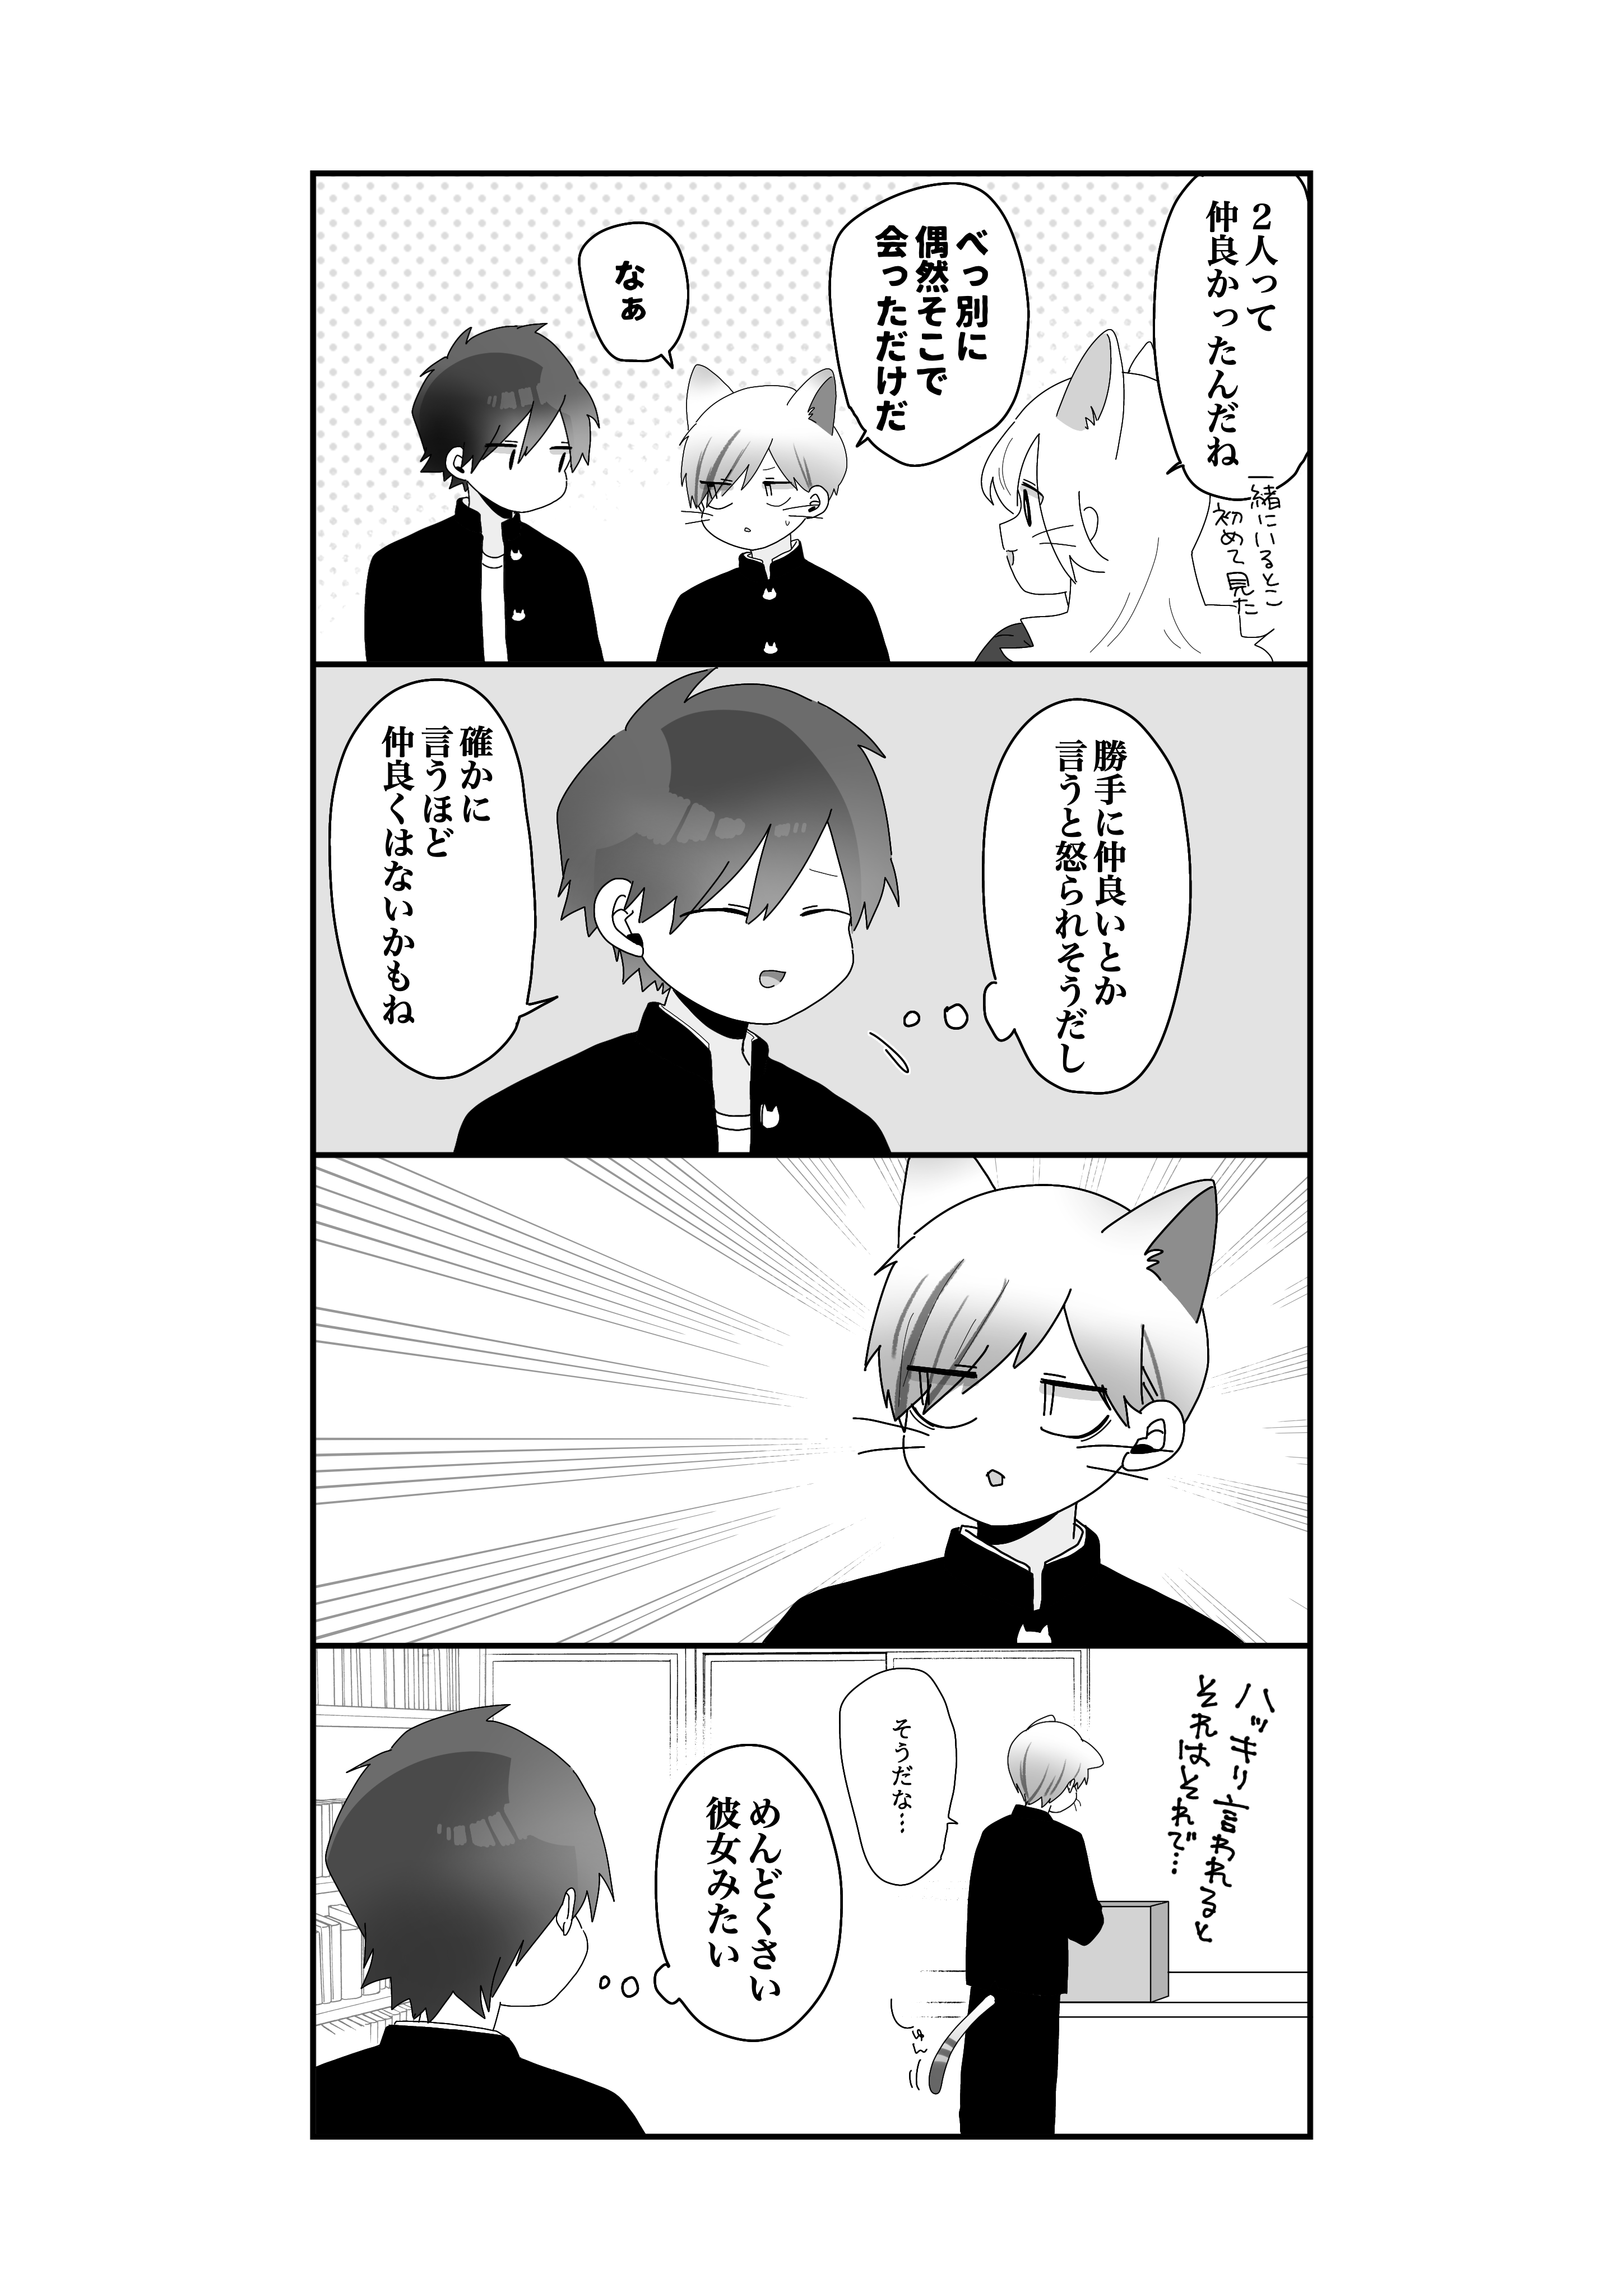 2人って
仲良かったんだね
一緒にいるとこ
初めて見た
べっ別に
偶然そこで
会っただけだ
なぁ
勝手に仲良いとか
言うと怒られそうだし
確かに
言うほど
仲良くはないかもね
ハッキリ言われると
それはそれで…
そうだな…
しゅん
めんどくさい
彼女みたい